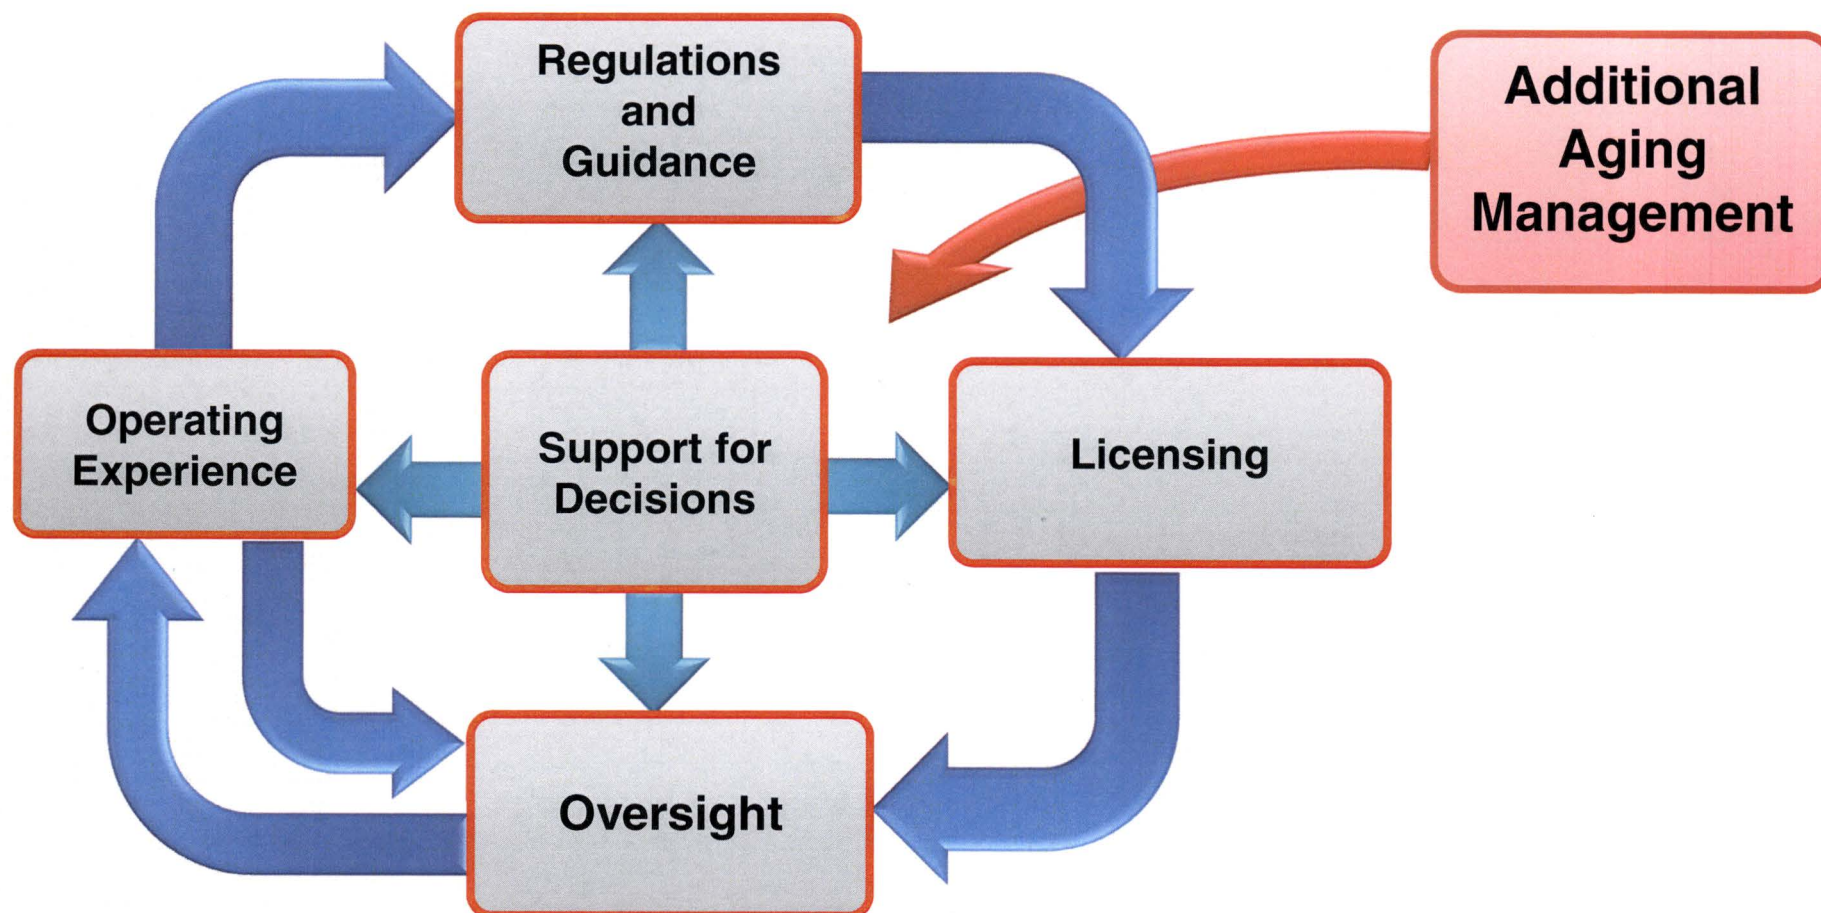 Regulations
and
Guidance
Additional
Aging
Management
Operating
Experience
Support for
Decisions
Licensing
Oversight